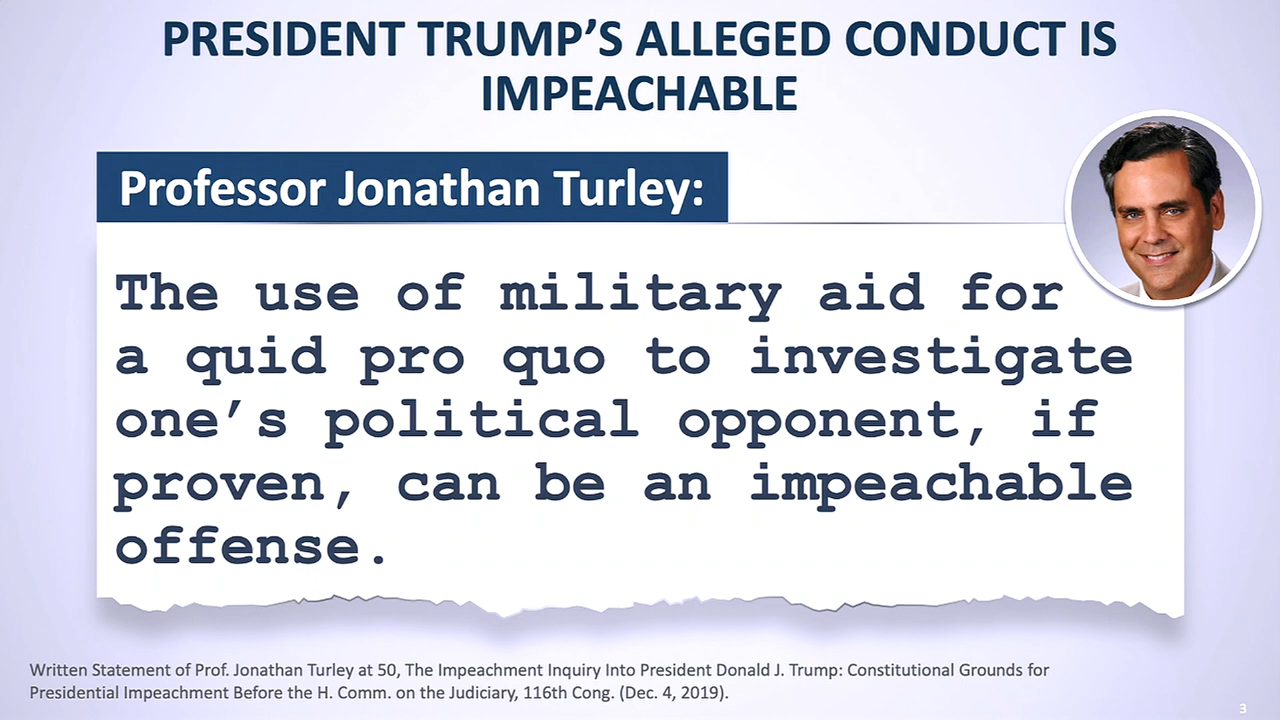 PRESIDENT TRUMP’S ALLEGED CONDUCT IS
IMPEACHABLE
Professor Jonathan Turley:
The use of military aid for
a quid pro quo to investigate
one’s political opponent, if
proven, can be an impeachable
offense.
Written Statement of Prof. Jonathan Turley at 50, The Impeachment Inquiry Into President Donald J. Trump: Constitutional Grounds for
Presidential Impeachment Before the H. Comm. on the Judiciary, 116th Cong. (Dec. 4, 2019).
3